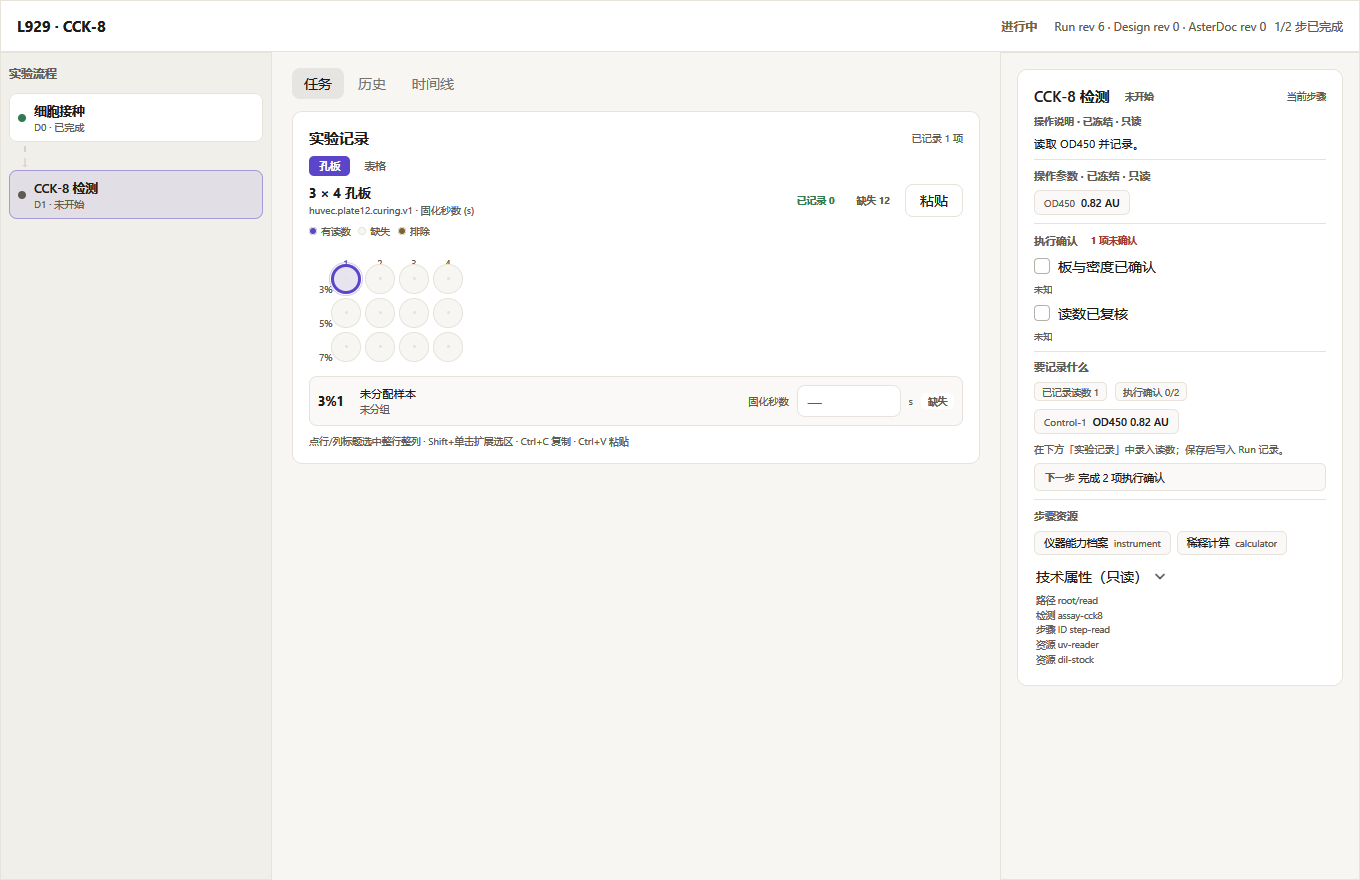 L929 · CCK-8
进行中 Run rev 6 · Design rev 0 · AsterDoc rev 0 1/2 步已完成
实验流程
细胞接种
D0 · 已完成
CCK-8 检测
D1 · 未开始
任务 历史 时间线
实验记录 已记录 1 项
孔板 表格
3 × 4 孔板
huvec.plate12.curing.v1 · 固化秒数 (s)
已记录 0 缺失 12 粘贴
有读数 缺失 排除
1 2 3 4
3%
5%
7%
3%1 未分配样本
未分组
固化秒数 — s 缺失
点行/列标题选中整行整列 · Shift+单击扩展选区 · Ctrl+C 复制 · Ctrl+V 粘贴
CCK-8 检测 未开始 当前步骤
操作说明 · 已冻结 · 只读
读取 OD450 并记录。
操作参数 · 已冻结 · 只读
OD450 0.82 AU
执行确认 1 项未确认
板与密度已确认
未知
读数已复核
未知
要记录什么
已记录读数 1 执行确认 0/2
Control-1 OD450 0.82 AU
在下方「实验记录」中录入读数；保存后写入 Run 记录。
下一步 完成 2 项执行确认
步骤资源
仪器能力档案 instrument 稀释计算 calculator
技术属性（只读）
路径 root/read
检测 assay-cck8
步骤 ID step-read
资源 uv-reader
资源 dil-stock